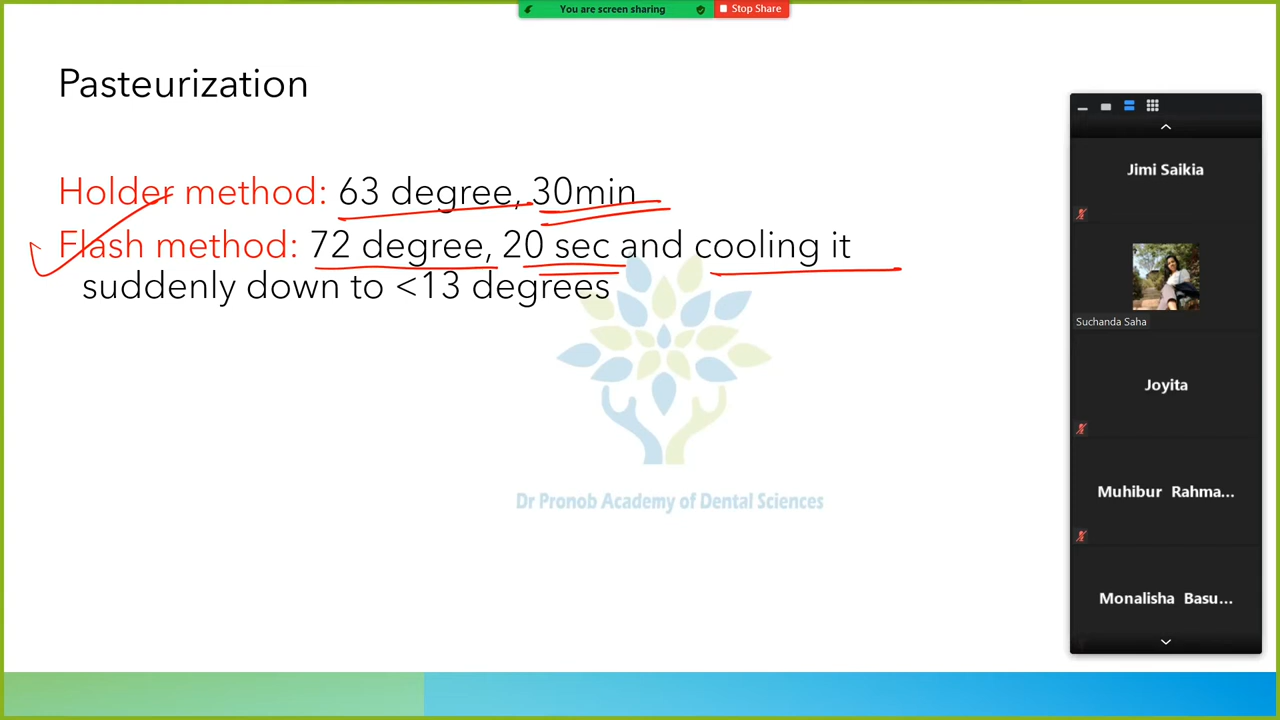 You are screen sharing
Stop Share
Pasteurization
Holder method: 63 degree, 30min
Flash method: 72 degree, 20 sec and cooling it
suddenly down to <13 degrees
Dr Pronob Academy of Dental Sciences
Jimi Saikia
Suchanda Saha
Joyita
Muhibur Rahma...
Monalisha Basu...